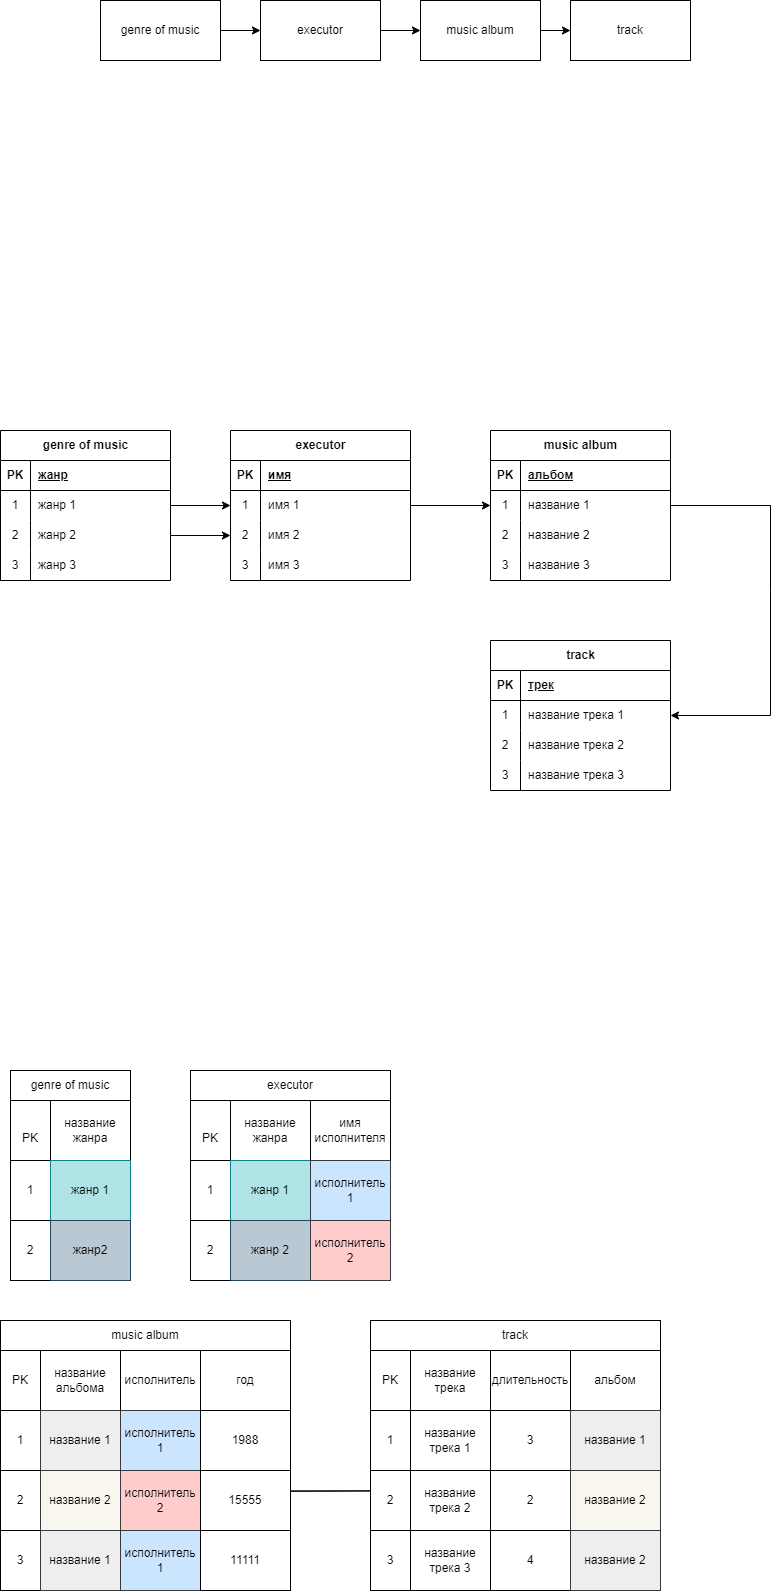 genre of music executor music album track
genre of music executor music album
PK жанр PK имя PK альбом
1 жанр 1 1 имя 1 1 название 1
2 жанр 2 2 имя 2 2 название 2
3 жанр 3 3 имя 3 3 название 3
track
PK трек
1 название трека 1
2 название трека 2
3 название трека 3
genre of music executor
PK название жанра PK название жанра имя исполнителя
1 жанр 1 1 жанр 1 исполнитель 1
2 жанр2 2 жанр 2 исполнитель 2
music album track
PK название альбома исполнитель год PK название трека длительность альбом
1 название 1 исполнитель 1 1988 1 название трека 1 3 название 1
2 название 2 исполнитель 2 15555 2 название трека 2 2 название 2
3 название 1 исполнитель 1 11111 3 название трека 3 4 название 2